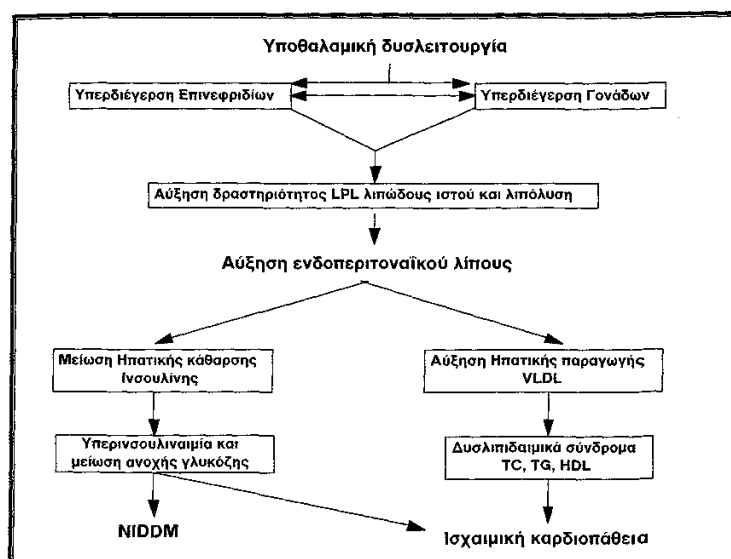 Υποθαλαμική δυσλειτουργία
Υπερδιέγερση Επινεφριδίων
Υπερδιέγερση Γονάδων
Αύξηση δραστηριότητος LPL λιπώδους ιστού και λιπόλυση
Αύξηση ενδοπεριτοναϊκού λίπους
Μείωση Ηπατικής κάθαρσης
Ινσουλίνης
Αύξηση Ηπατικής παραγωγής
VLDL
Υπερινσουλιναιμία και
μείωση ανοχής γλυκόζης
Δυσλιπιδαιμικά σύνδρομα
TC, TG, HDL
NIDDM
Ισχαιμική καρδιοπάθεια